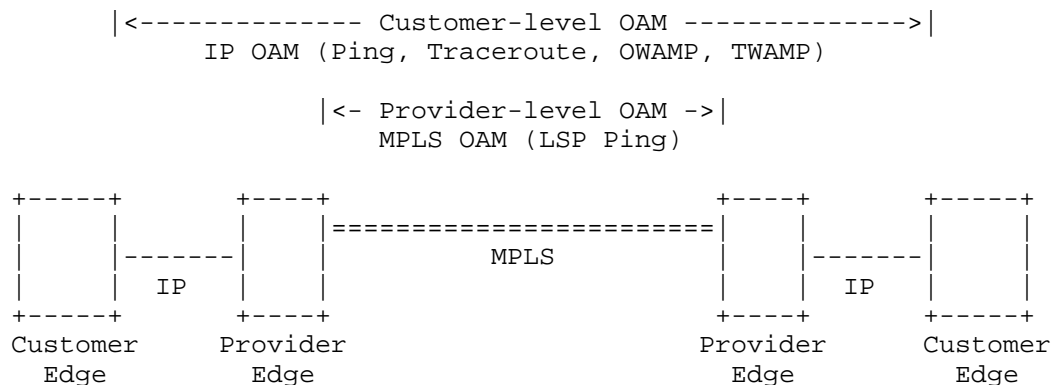 |<-------------- Customer-level OAM -------------->|
IP OAM (Ping, Traceroute, OWAMP, TWAMP)
|<- Provider-level OAM ->|
MPLS OAM (LSP Ping)
MPLS
IP IP
Customer Provider Provider Customer
Edge Edge Edge Edge